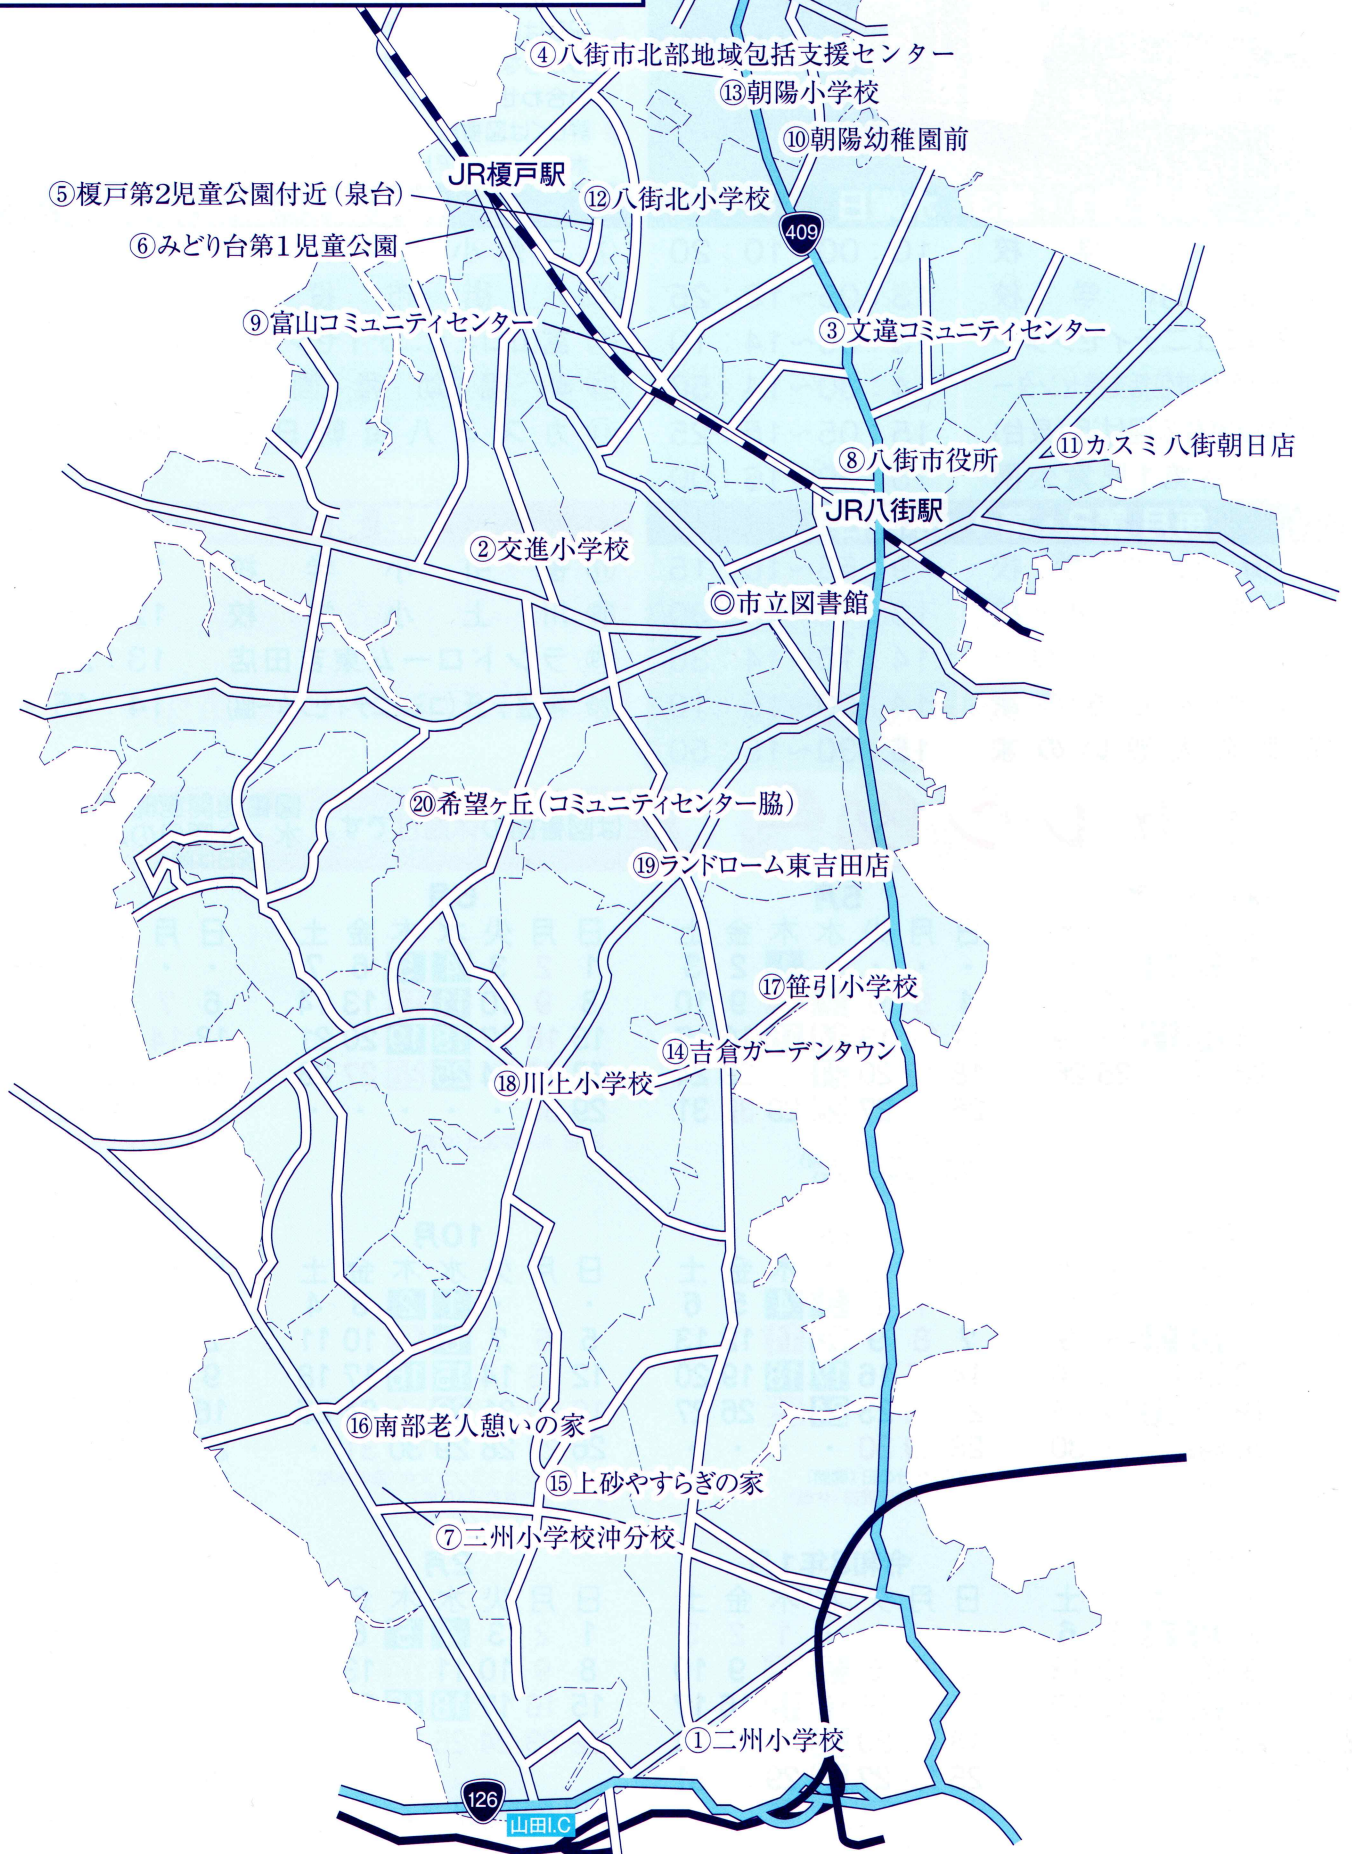 ④八街市北部地域包括支援センター
⑬朝陽小学校
⑩朝陽幼稚園前
JR榎戸駅
⑤榎戸第2児童公園付近(泉台)
⑫八街北小学校
409
⑥みどり台第1児童公園
⑨富山コミュニティセンター
③文違コミュニティセンター
⑪カスミ八街朝日店
⑧八街市役所
JR八街駅
②交進小学校
◎市立図書館
⑳希望ヶ丘(コミュニティセンター脇)
⑲ランドローム東吉田店
⑰笹引小学校
⑭吉倉ガーデンタウン
⑱川上小学校
⑯南部老人憩いの家
⑮上砂やすらぎの家
⑦二州小学校沖分校
①二州小学校
126
山田I.C